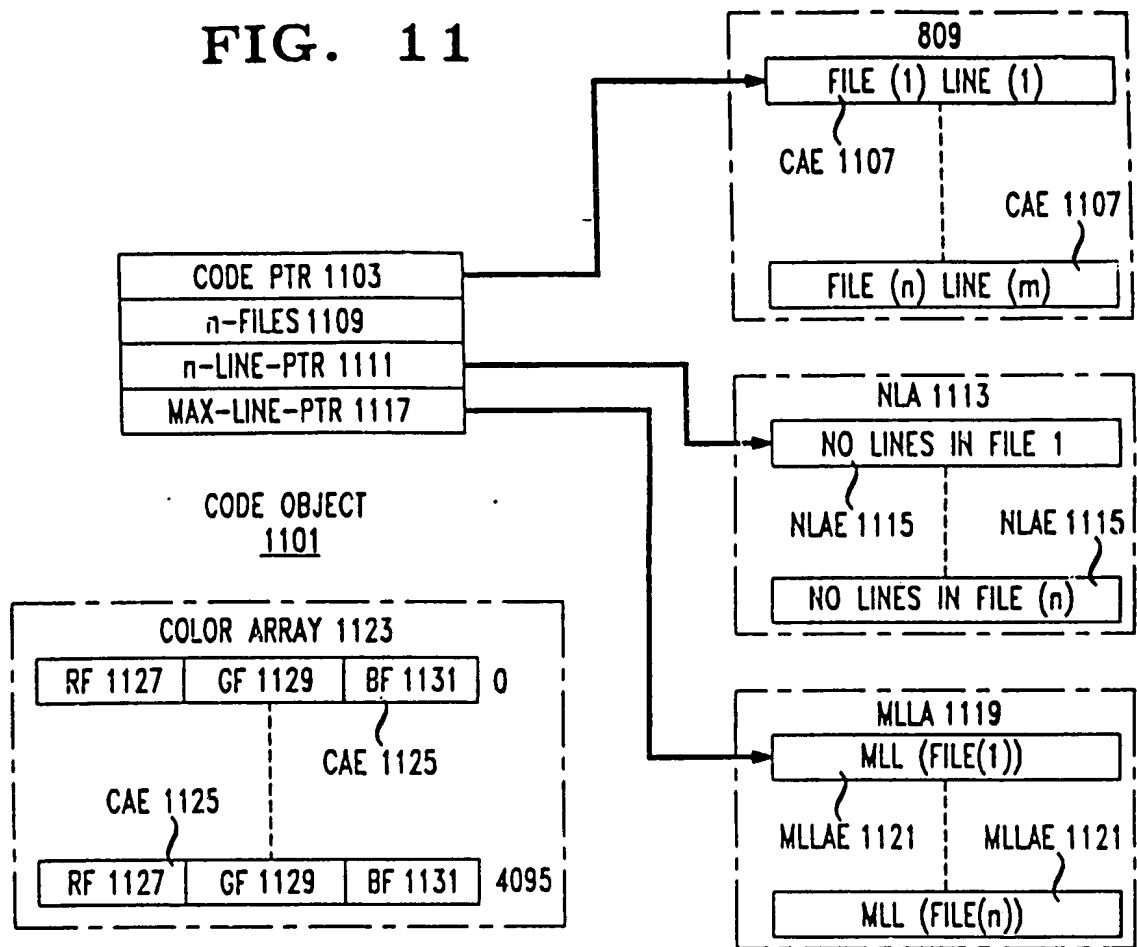 FIG. 11
809
FILE (1) LINE (1)
CAE 1107
CAE 1107
FILE (n) LINE (m)
CODE PTR 1103
n-FILES 1109
n-LINE-PTR 1111
MAX-LINE-PTR 1117
CODE OBJECT
1101
NLA 1113
NO LINES IN FILE 1
NLAE 1115
NLAE 1115
NO LINES IN FILE (n)
COLOR ARRAY 1123
RF 1127 GF 1129 BF 1131 0
CAE 1125
CAE 1125
RF 1127 GF 1129 BF 1131 4095
MLLA 1119
MLL (FILE(1))
MLLAE 1121
MLLAE 1121
MLL (FILE(n))